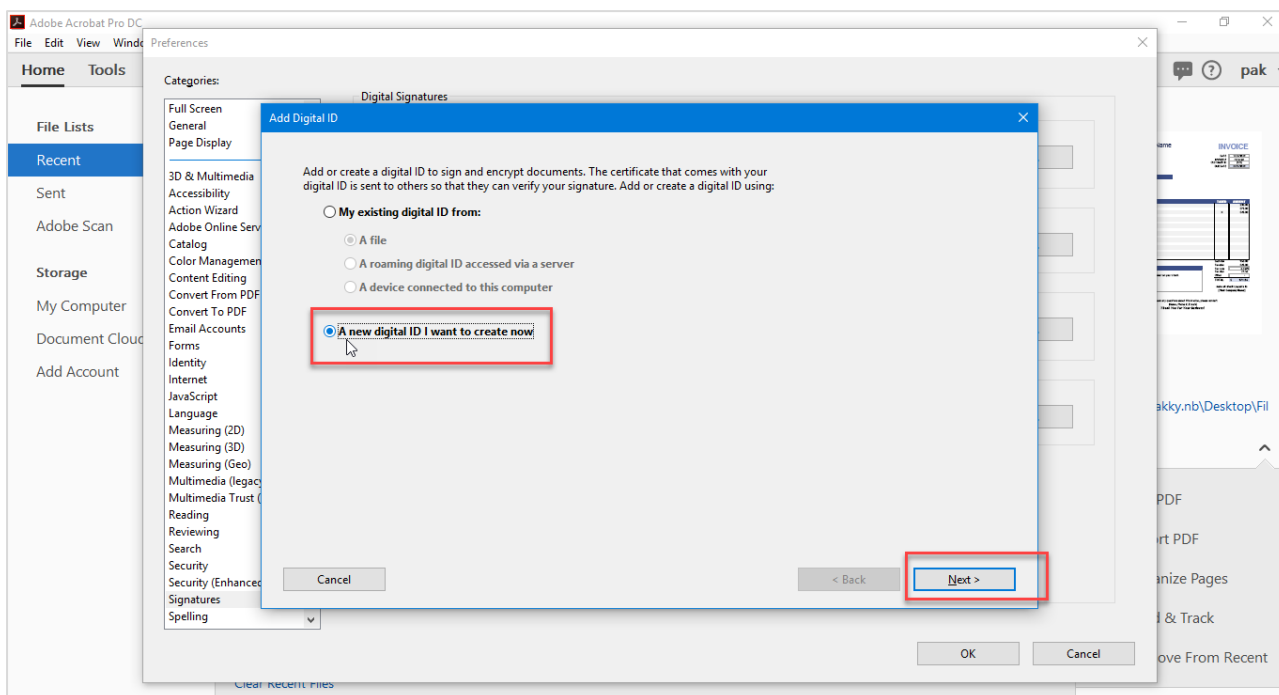 Adobe Acrobat Pro DC
File Edit View Windo
Preferences
Home Tools
pak
File Lists
Recent
Sent
Adobe Scan
Storage
My Computer
Document Cloud
Add Account
Categories:
Full Screen
General
Page Display
3D & Multimedia
Accessibility
Action Wizard
Adobe Online Serv
Catalog
Color Managemen
Content Editing
Convert From PDF
Convert To PDF
Email Accounts
Forms
Identity
Internet
JavaScript
Language
Measuring (2D)
Measuring (3D)
Measuring (Geo)
Multimedia (legacy
Multimedia Trust (
Reading
Reviewing
Search
Security
Security (Enhanced
Signatures
Spelling
Digital Signatures
Add Digital ID
Add or create a digital ID to sign and encrypt documents. The certificate that comes with your
digital ID is sent to others so that they can verify your signature. Add or create a digital ID using:
My existing digital ID from:
A file
A roaming digital ID accessed via a server
A device connected to this computer
A new digital ID I want to create now
Cancel
< Back
Next >
OK
Cancel
ame
INVOICE
akky.nb\Desktop\Fil
PDF
rt PDF
anize Pages
d & Track
ove From Recent
Clear Recent Files